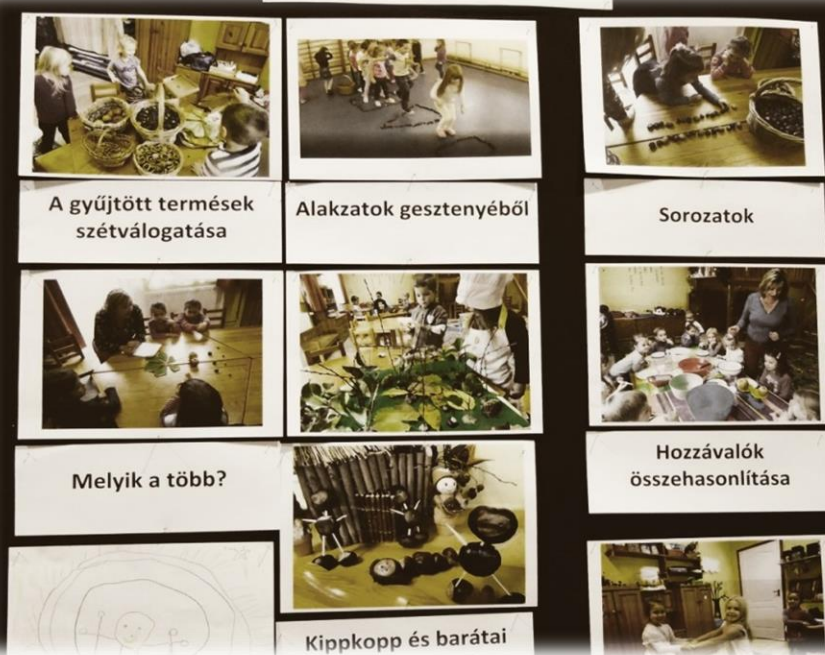 A gyűjtött termések
szétválogatása
Alakzatok gesztenyéből
Sorozatok
Melyik a több?
Hozzávalók
összehasonlítása
Kippkopp és barátai